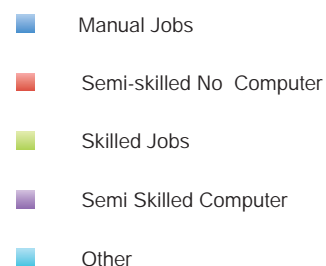 Manual Jobs
Semi-skilled No Computer
Skilled Jobs
Semi Skilled Computer
Other